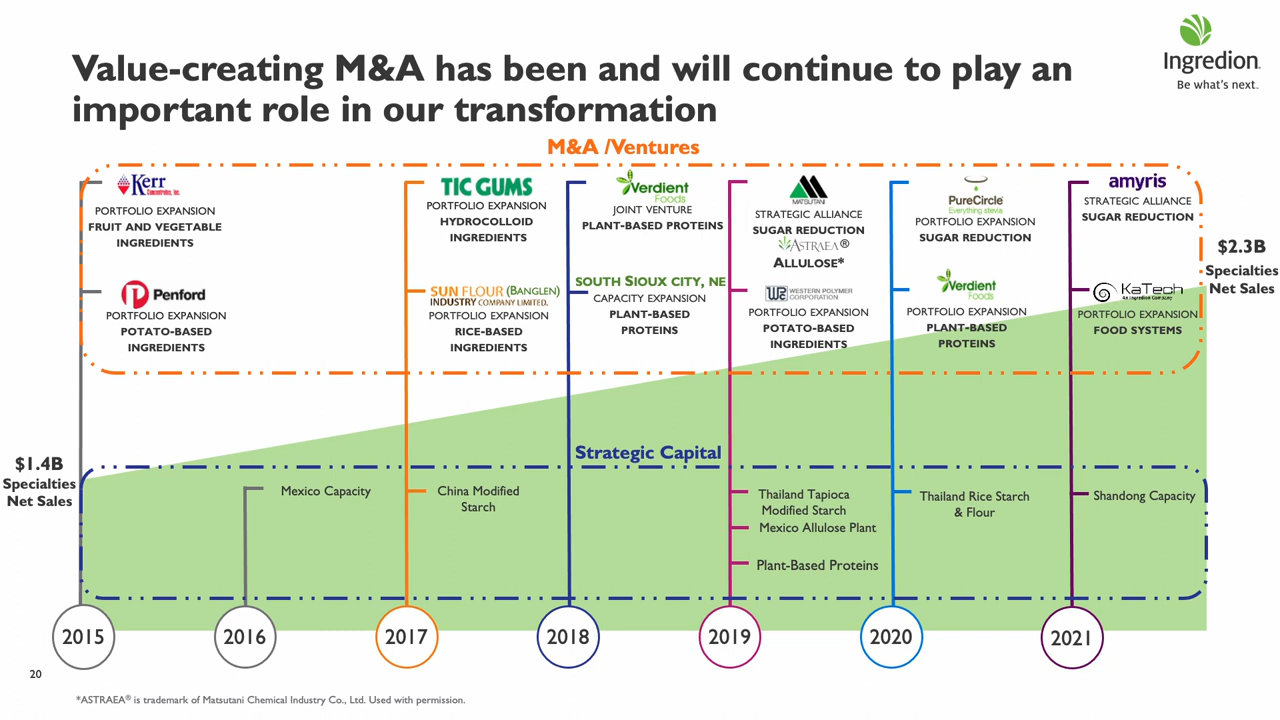 Value-creating M&A has been and will continue to play an
important role in our transformation
Ingredion.
Be what's next.
M&A /Ventures
Kerr
Concentrates, Inc.
PORTFOLIO EXPANSION
FRUIT AND VEGETABLE
INGREDIENTS
Penford
PORTFOLIO EXPANSION
POTATO-BASED
INGREDIENTS
TIC GUMS
PORTFOLIO EXPANSION
HYDROCOLLOID
INGREDIENTS
SUN FLOUR (BANGLEN)
INDUSTRY COMPANY LIMITED.
PORTFOLIO EXPANSION
RICE-BASED
INGREDIENTS
Verdient
Foods
JOINT VENTURE
PLANT-BASED PROTEINS
SOUTH SIOUX CITY, NE
CAPACITY EXPANSION
PLANT-BASED
PROTEINS
MATSUTANI
STRATEGIC ALLIANCE
SUGAR REDUCTION
ASTRAEA®
ALLULOSE*
WPC WESTERN POLYMER
CORPORATION
PORTFOLIO EXPANSION
POTATO-BASED
INGREDIENTS
PureCircle
Everything stevia
PORTFOLIO EXPANSION
SUGAR REDUCTION
Verdient
Foods
PORTFOLIO EXPANSION
PLANT-BASED
PROTEINS
amyris
STRATEGIC ALLIANCE
SUGAR REDUCTION
KaTech
An Ingredion Company
PORTFOLIO EXPANSION
FOOD SYSTEMS
$2.3B
Specialties
Net Sales
$1.4B
Specialties
Net Sales
Strategic Capital
Mexico Capacity
China Modified
Starch
Thailand Tapioca
Modified Starch
Mexico Allulose Plant
Plant-Based Proteins
Thailand Rice Starch
& Flour
Shandong Capacity
2015
2016
2017
2018
2019
2020
2021
20
*ASTRAEA® is trademark of Matsutani Chemical Industry Co., Ltd. Used with permission.